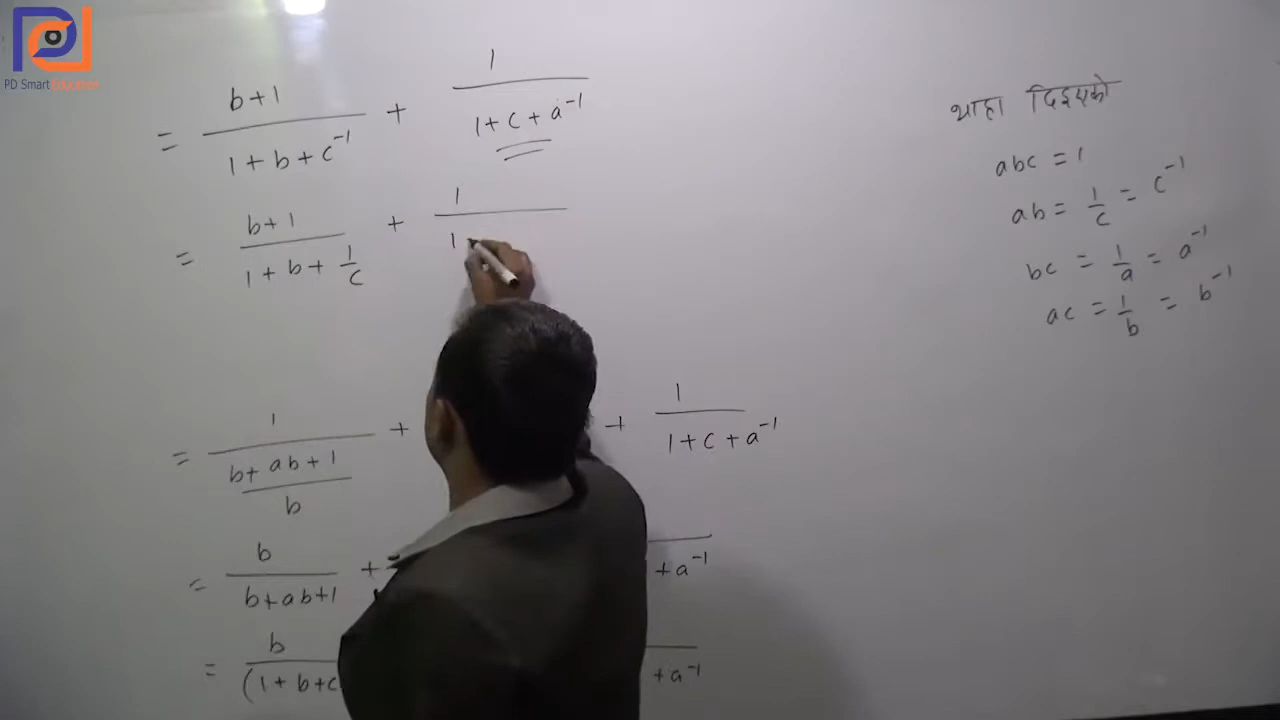 PD Smart Education
= b+1 / 1+b+c⁻¹ + 1 / 1+c+a⁻¹
= b+1 / 1+b+1/c + 1 / 1
= 1 / (b+ab+1 / b) + + 1 / 1+c+a⁻¹
= b / b+ab+1 + +a⁻¹
= b / (1+b+c +a⁻¹
थाहा दिइएको
abc = 1
ab = 1/c = c⁻¹
bc = 1/a = a⁻¹
ac = 1/b = b⁻¹